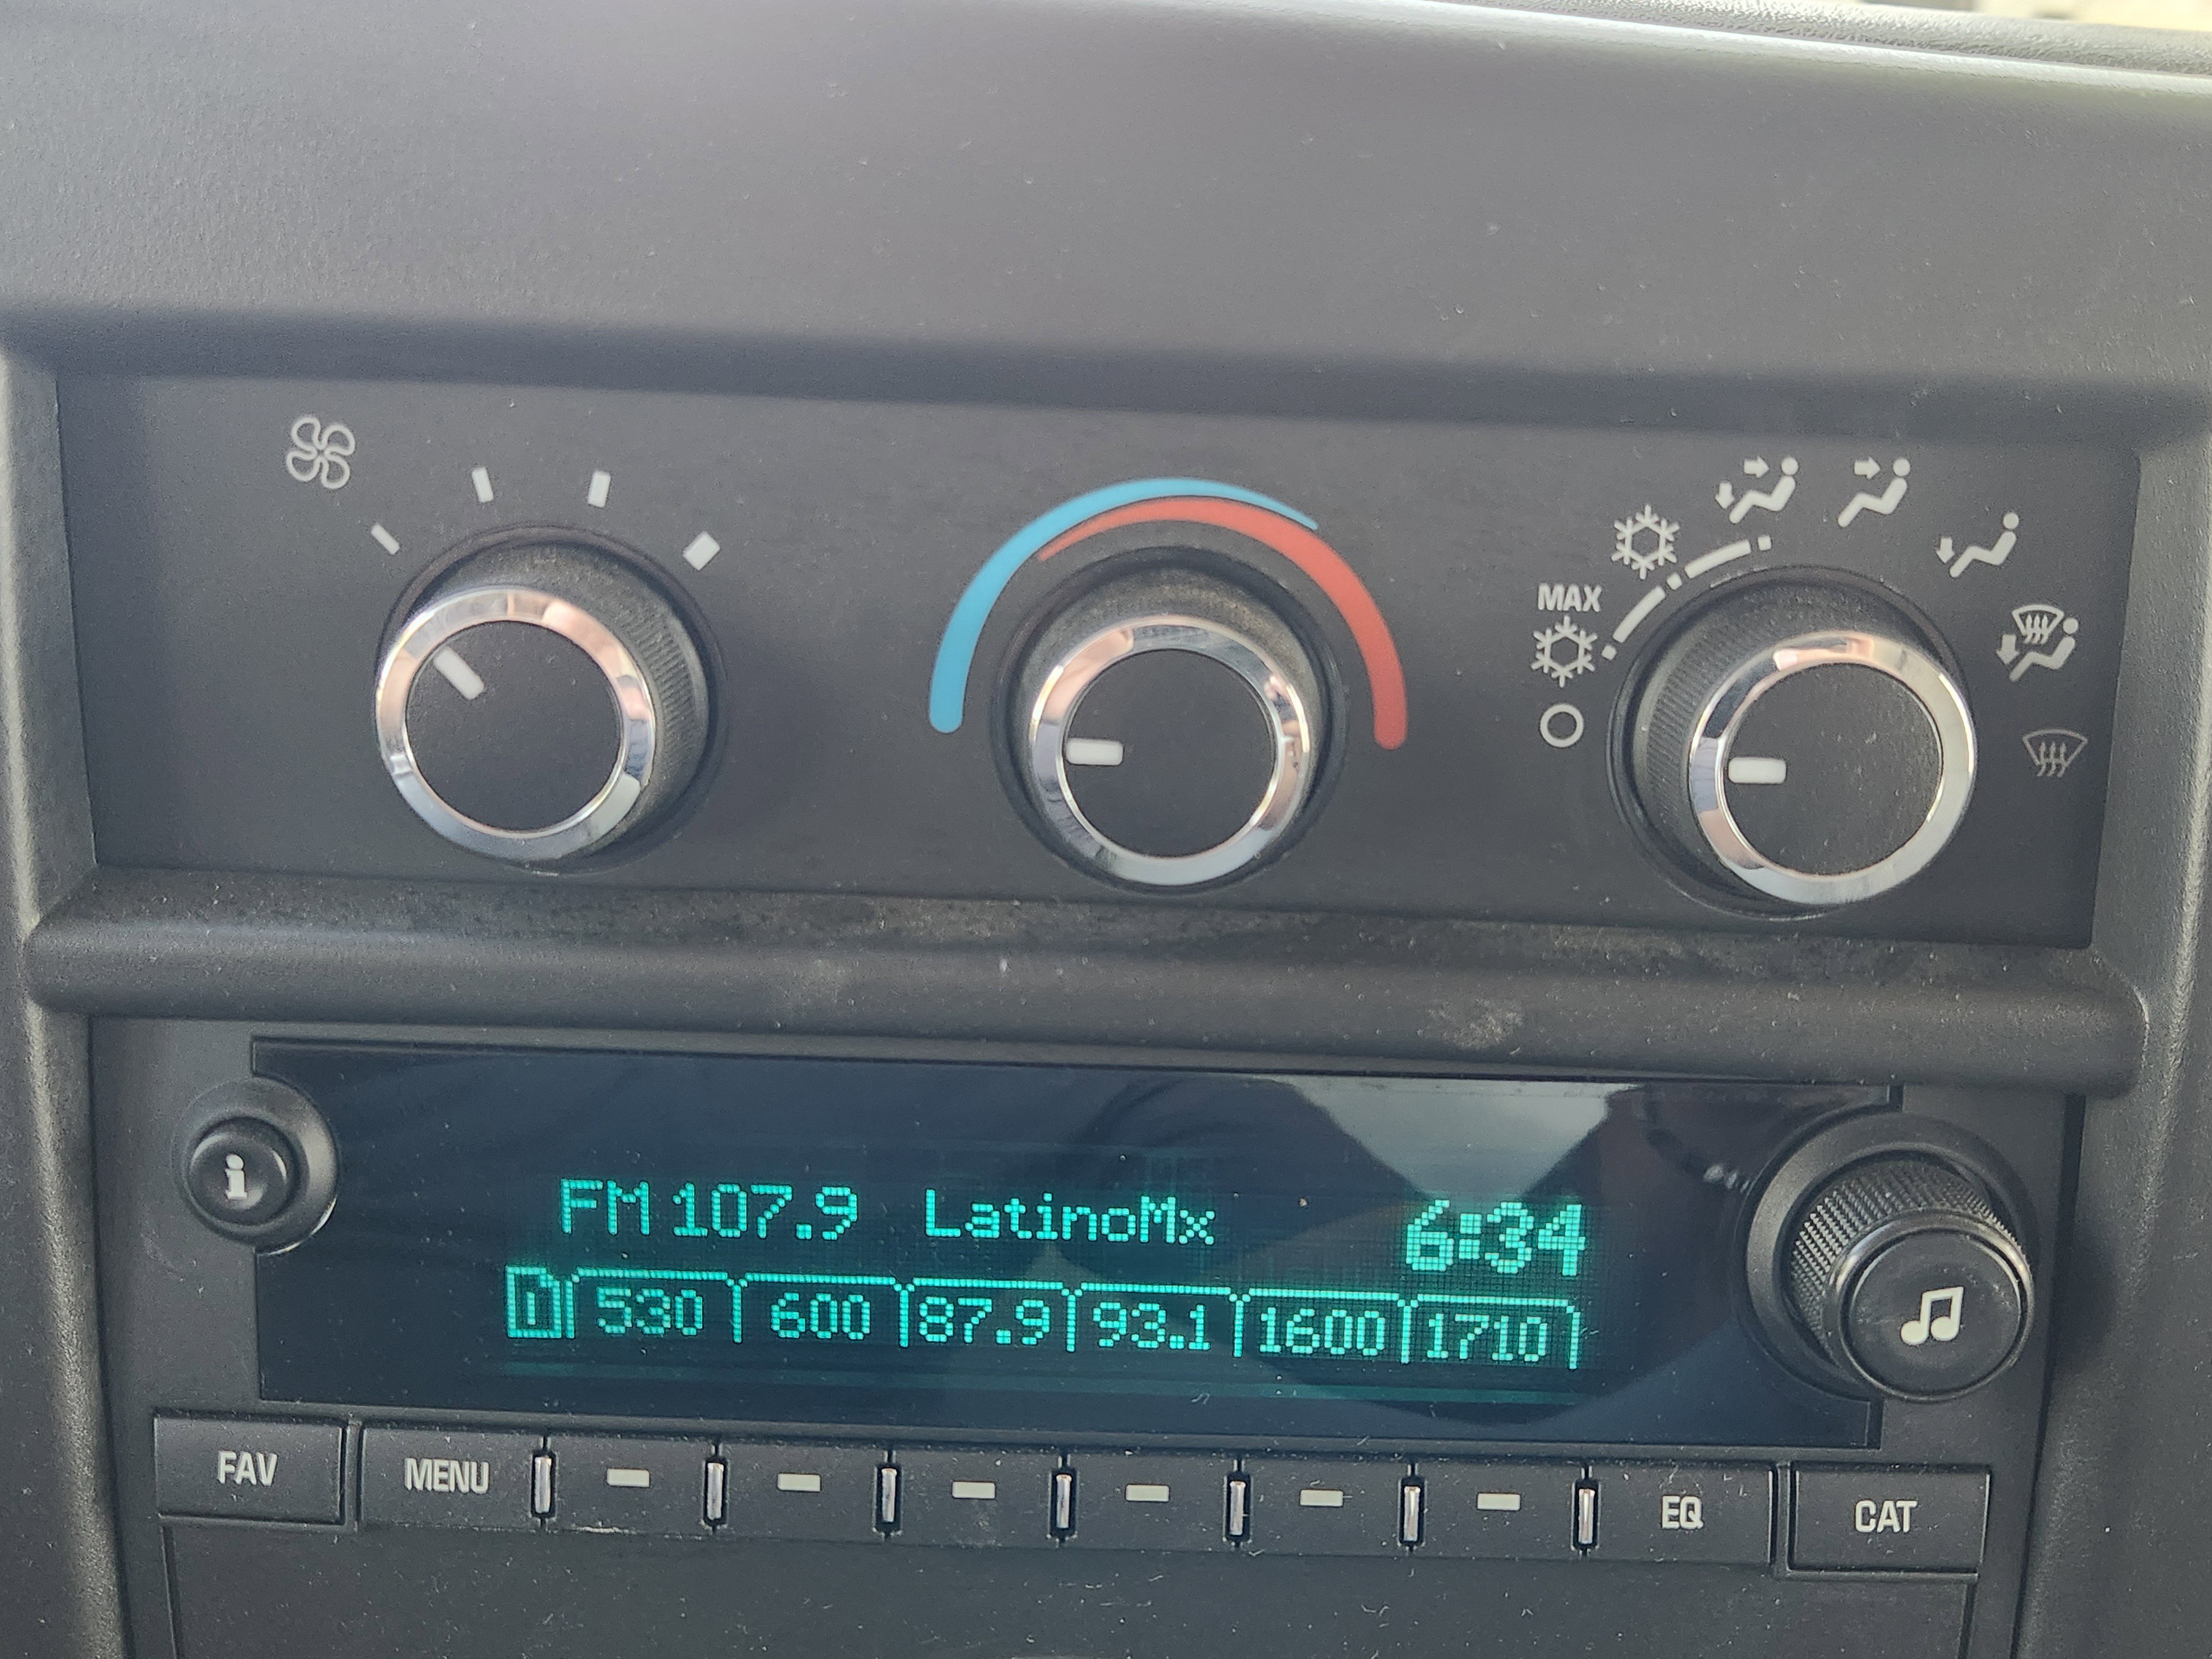 MAX
FM 107.9 LatinoMx 6:34
1 530 600 87.9 93.1 1600 1710
i
FAV MENU EQ CAT